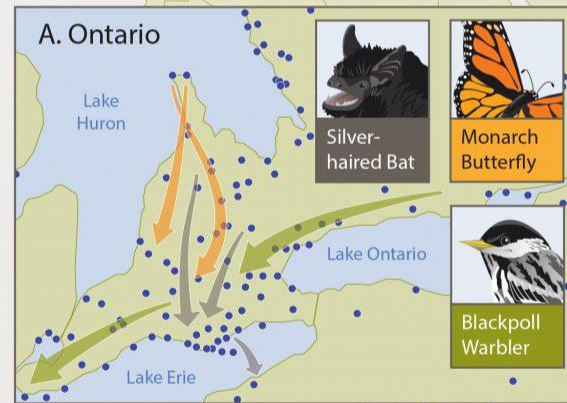 A. Ontario
Lake
Huron
Silver-
haired Bat
Monarch
Butterfly
Lake Ontario
Blackpoll
Warbler
Lake Erie